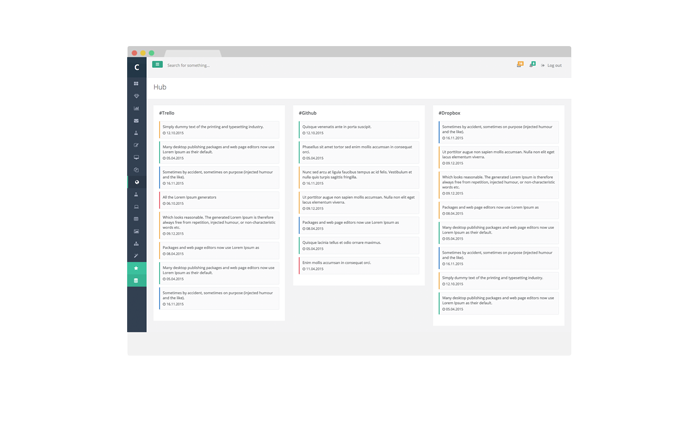 C
Search for something...
Log out
Hub
#Trello
Simply dummy text of the printing and typesetting industry.
12.10.2015
Many desktop publishing packages and web page editors now use
Lorem Ipsum as their default.
05.04.2015
Sometimes by accident, sometimes on purpose (injected humour
and the like).
16.11.2015
All the Lorem Ipsum generators
06.10.2015
Which looks reasonable. The generated Lorem Ipsum is therefore
always free from repetition, injected humour, or non-characteristic
words etc.
09.12.2015
Packages and web page editors now use Lorem Ipsum as
08.04.2015
Many desktop publishing packages and web page editors now use
Lorem Ipsum as their default.
05.04.2015
Sometimes by accident, sometimes on purpose (injected humour
and the like).
16.11.2015
#Github
Quisque venenatis ante in porta suscipit.
12.10.2015
Phasellus sit amet tortor sed enim mollis accumsan in consequat
orci.
05.04.2015
Nunc sed arcu at ligula faucibus tempus ac id felis. Vestibulum et
nulla quis turpis sagittis fringilla.
16.11.2015
Ut porttitor augue non sapien mollis accumsan. Nulla non elit eget
lacus elementum viverra.
09.12.2015
Packages and web page editors now use Lorem Ipsum as
08.04.2015
Quisque lacinia tellus et odio ornare maximus.
05.04.2015
Enim mollis accumsan in consequat orci.
11.04.2015
#Dropbox
Sometimes by accident, sometimes on purpose (injected humour
and the like).
16.11.2015
Ut porttitor augue non sapien mollis accumsan. Nulla non elit eget
lacus elementum viverra.
09.12.2015
Which looks reasonable. The generated Lorem Ipsum is therefore
always free from repetition, injected humour, or non-characteristic
words etc.
09.12.2015
Packages and web page editors now use Lorem Ipsum as
08.04.2015
Many desktop publishing packages and web page editors now use
Lorem Ipsum as their default.
05.04.2015
Sometimes by accident, sometimes on purpose (injected humour
and the like).
16.11.2015
Simply dummy text of the printing and typesetting industry.
12.10.2015
Many desktop publishing packages and web page editors now use
Lorem Ipsum as their default.
05.04.2015